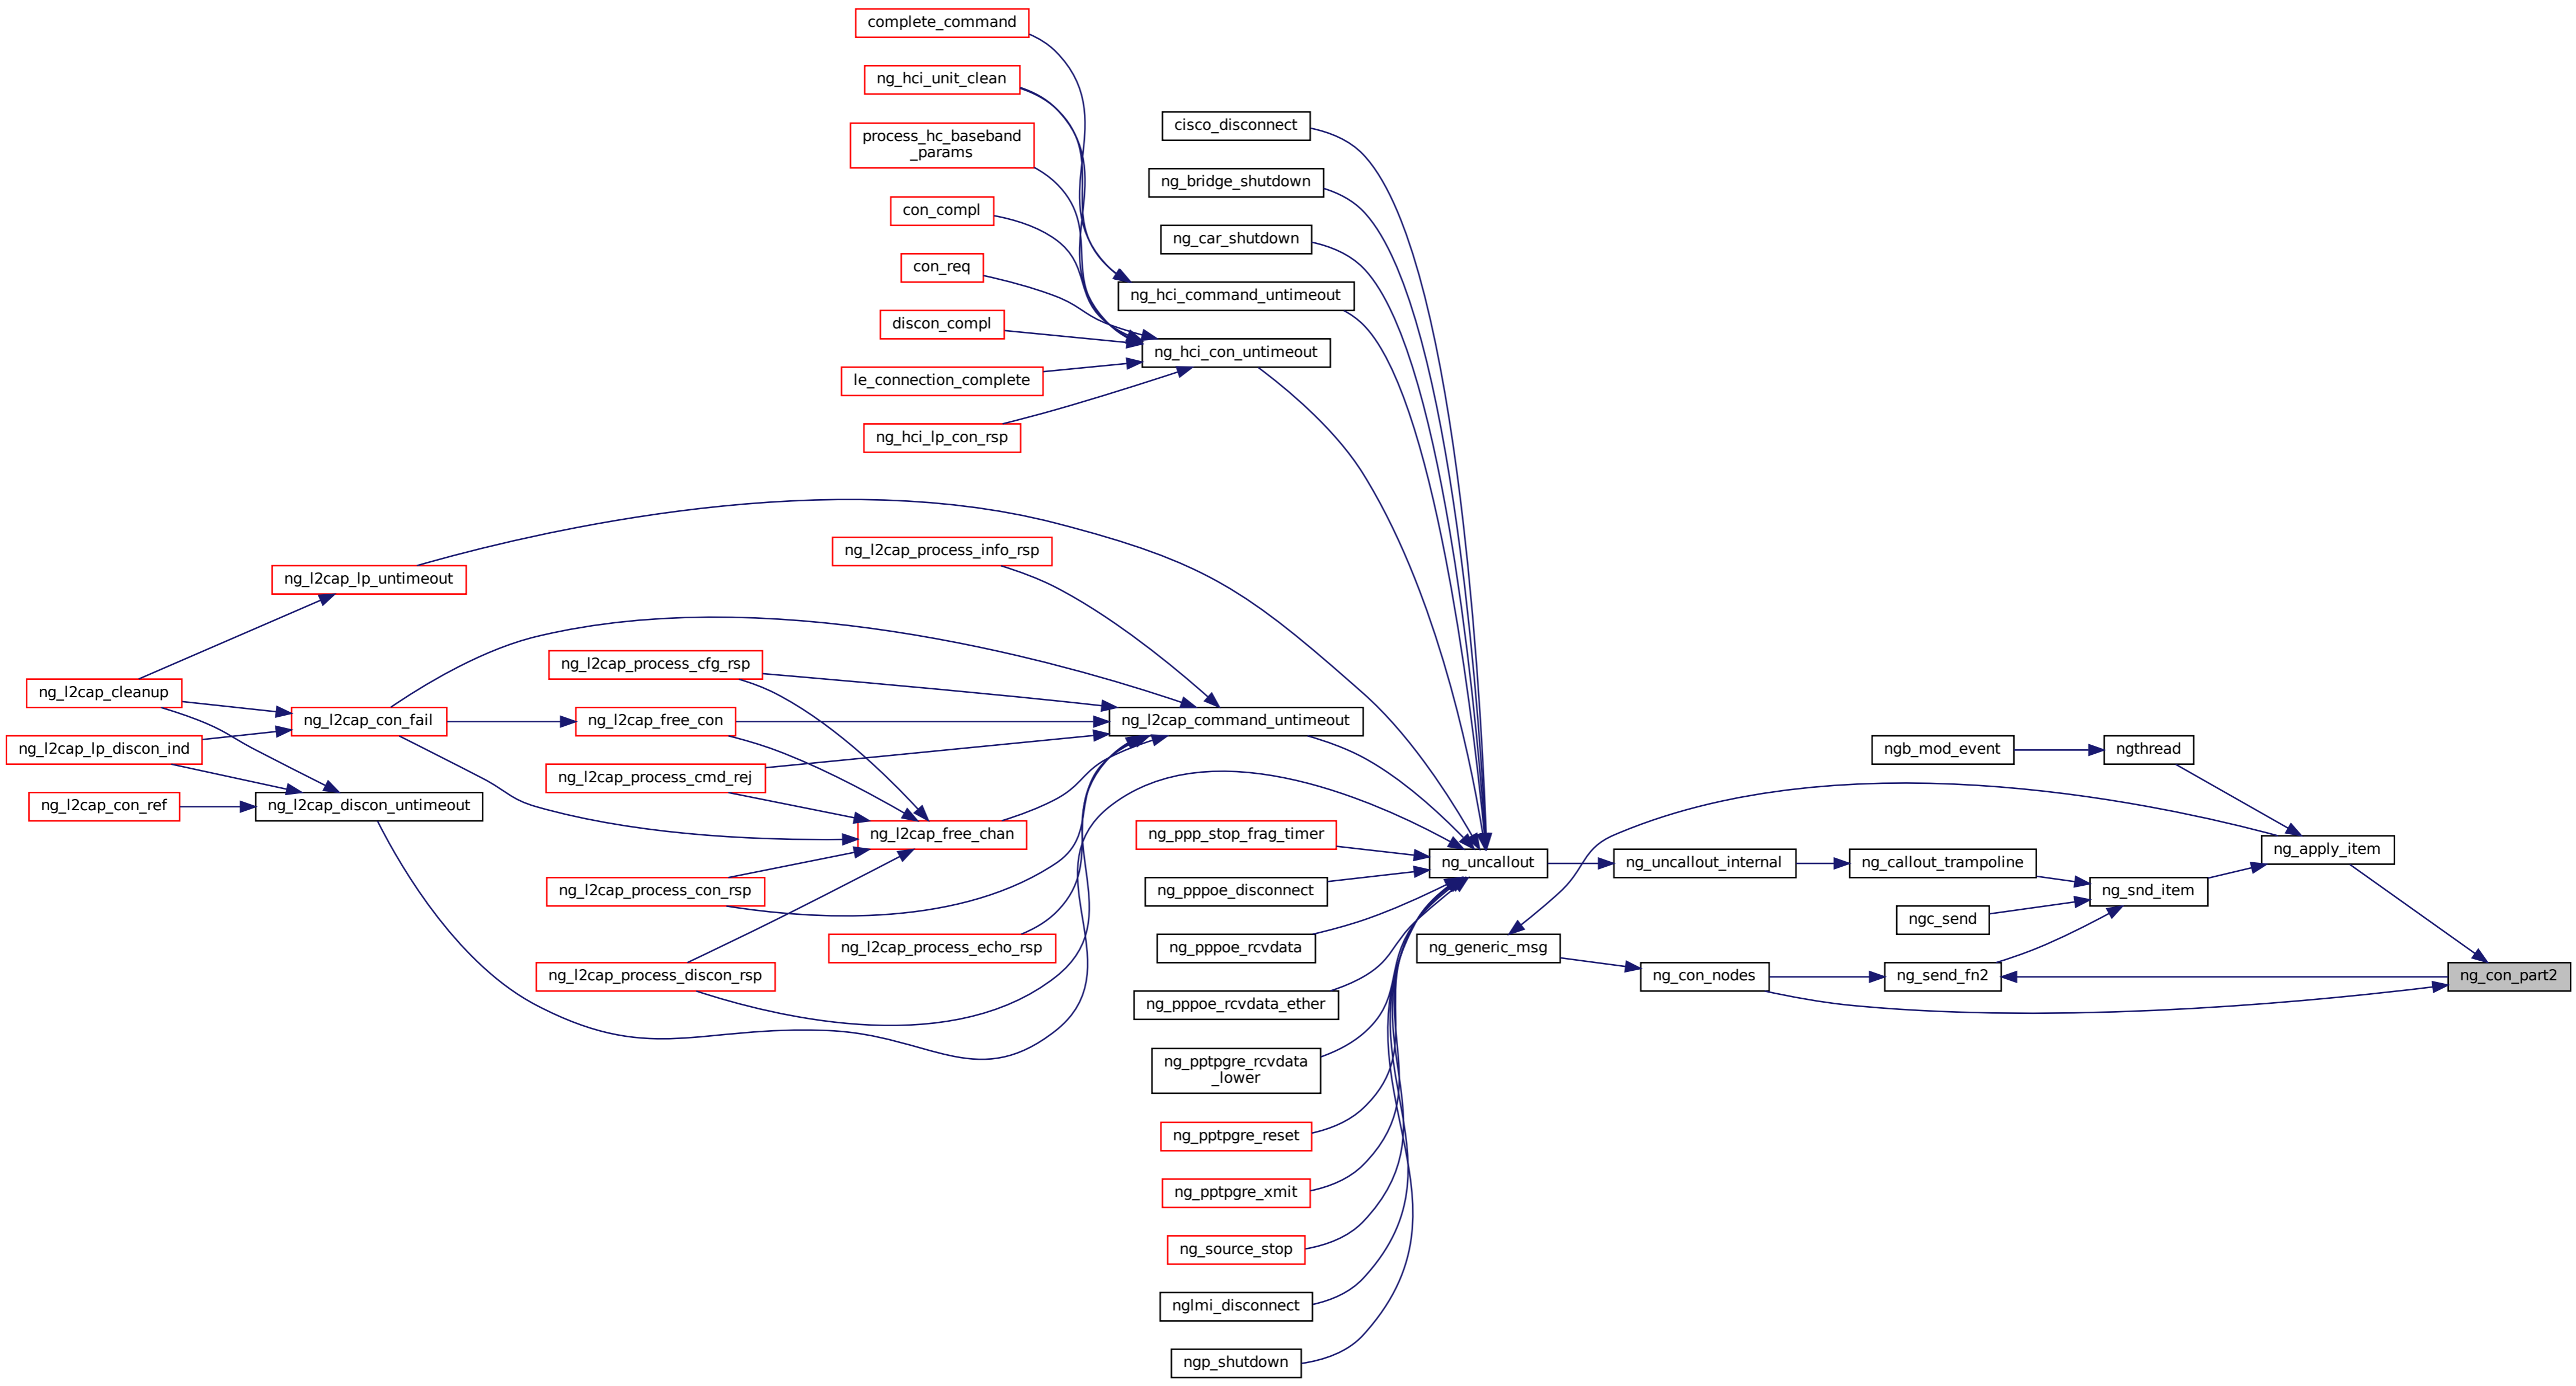 complete_command
ng_hci_unit_clean
process_hc_baseband
_params
con_compl
con_req
discon_compl
le_connection_complete
ng_hci_lp_con_rsp
cisco_disconnect
ng_bridge_shutdown
ng_car_shutdown
ng_hci_command_untimeout
ng_hci_con_untimeout
ng_l2cap_process_info_rsp
ng_l2cap_lp_untimeout
ng_l2cap_process_cfg_rsp
ng_l2cap_cleanup
ng_l2cap_con_fail
ng_l2cap_free_con
ng_l2cap_command_untimeout
ng_l2cap_lp_discon_ind
ng_l2cap_process_cmd_rej
ng_l2cap_con_ref
ng_l2cap_discon_untimeout
ng_l2cap_free_chan
ng_l2cap_process_con_rsp
ng_l2cap_process_echo_rsp
ng_l2cap_process_discon_rsp
ng_ppp_stop_frag_timer
ng_pppoe_disconnect
ng_pppoe_rcvdata
ng_pppoe_rcvdata_ether
ng_pptpgre_rcvdata
_lower
ng_pptpgre_reset
ng_pptpgre_xmit
ng_source_stop
nglmi_disconnect
ngp_shutdown
ng_uncallout
ng_generic_msg
ng_uncallout_internal
ng_con_nodes
ngb_mod_event
ng_callout_trampoline
ngc_send
ng_send_fn2
ngthread
ng_snd_item
ng_apply_item
ng_con_part2